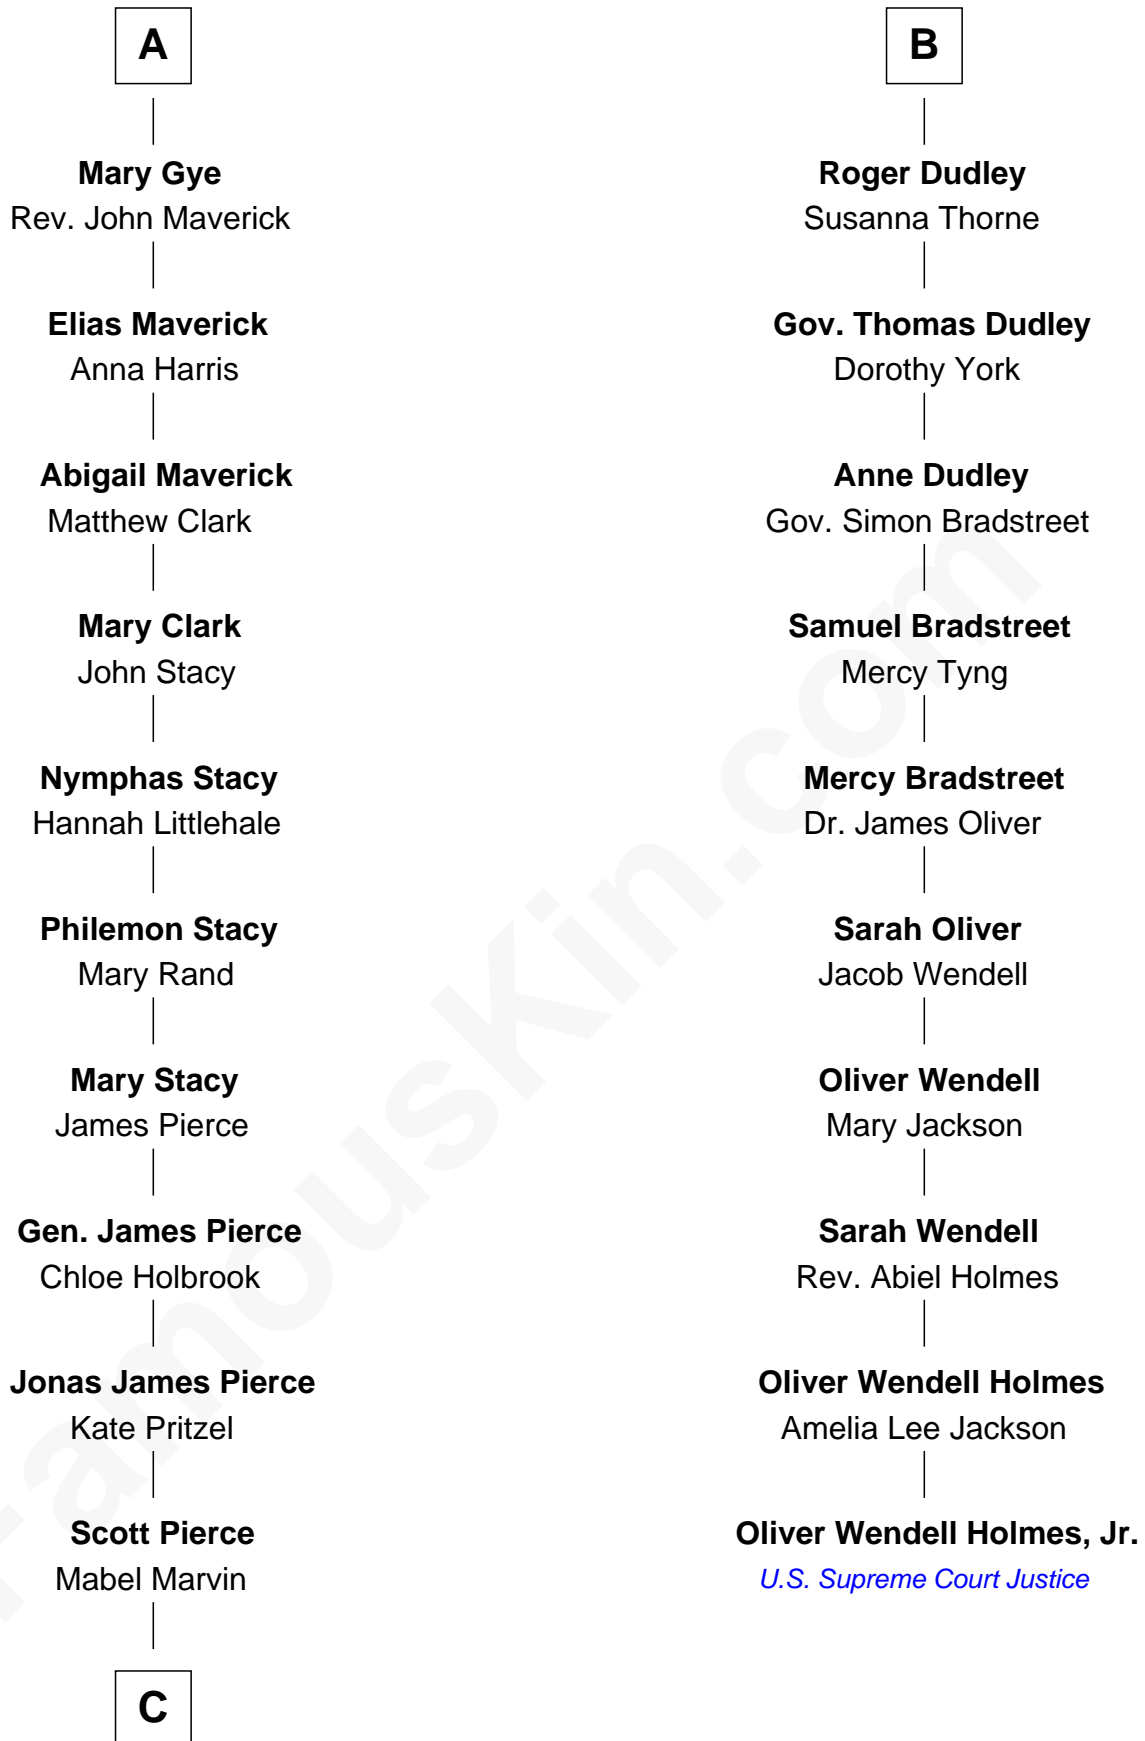 A
Mary Gye
Rev. John Maverick
Elias Maverick
Anna Harris
Abigail Maverick
Matthew Clark
Mary Clark
John Stacy
Nymphas Stacy
Hannah Littlehale
Philemon Stacy
Mary Rand
Mary Stacy
James Pierce
Gen. James Pierce
Chloe Holbrook
Jonas James Pierce
Kate Pritzel
Scott Pierce
Mabel Marvin
C
B
Roger Dudley
Susanna Thorne
Gov. Thomas Dudley
Dorothy York
Anne Dudley
Gov. Simon Bradstreet
Samuel Bradstreet
Mercy Tyng
Mercy Bradstreet
Dr. James Oliver
Sarah Oliver
Jacob Wendell
Oliver Wendell
Mary Jackson
Sarah Wendell
Rev. Abiel Holmes
Oliver Wendell Holmes
Amelia Lee Jackson
Oliver Wendell Holmes, Jr.
U.S. Supreme Court Justice
FamousKin.com